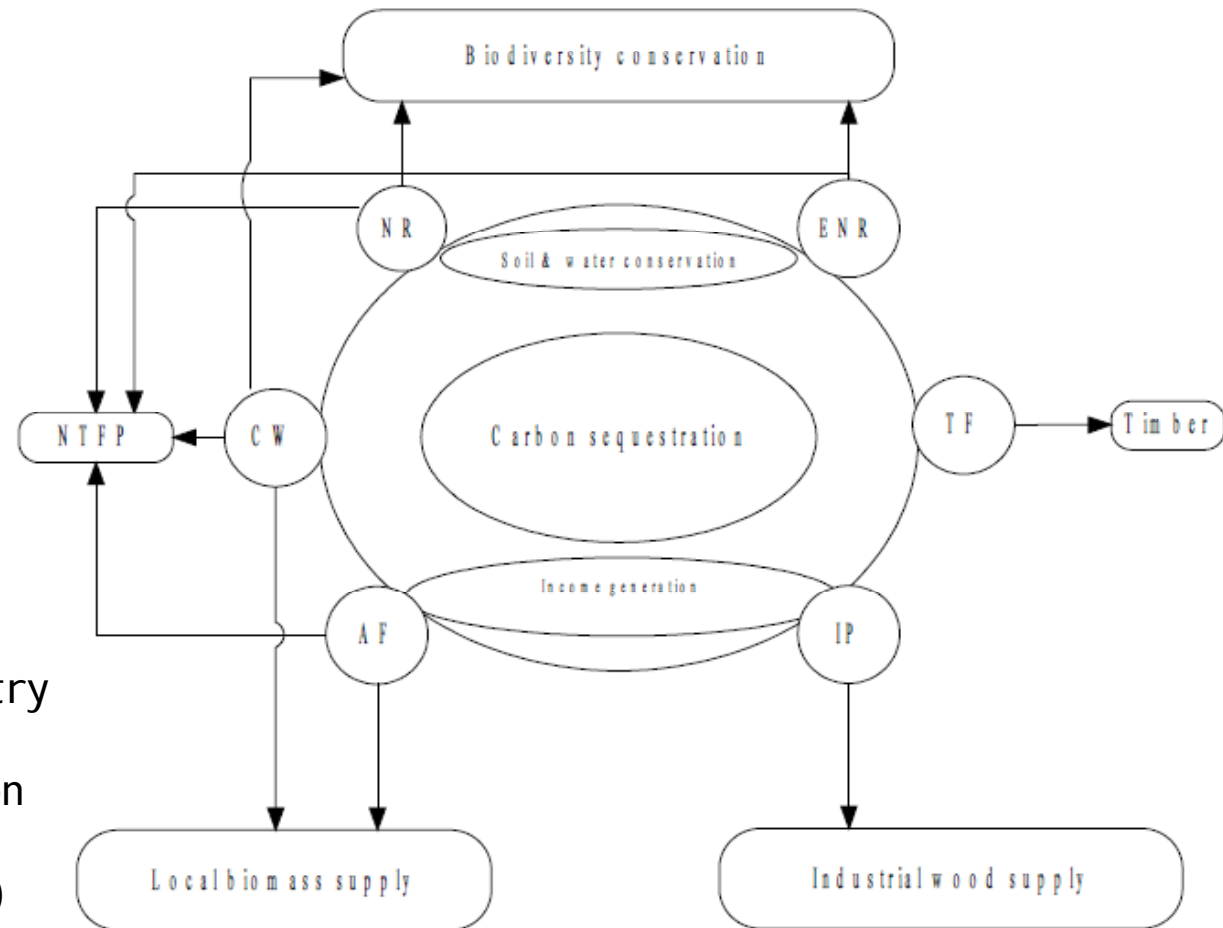 Biodiversity conservation
NR
ENR
Soil & water conservation
NTFP
CW
Carbon sequestration
TF
Timber
Income generation
AF
IP
try
on
)
Local biomass supply
Industrial wood supply